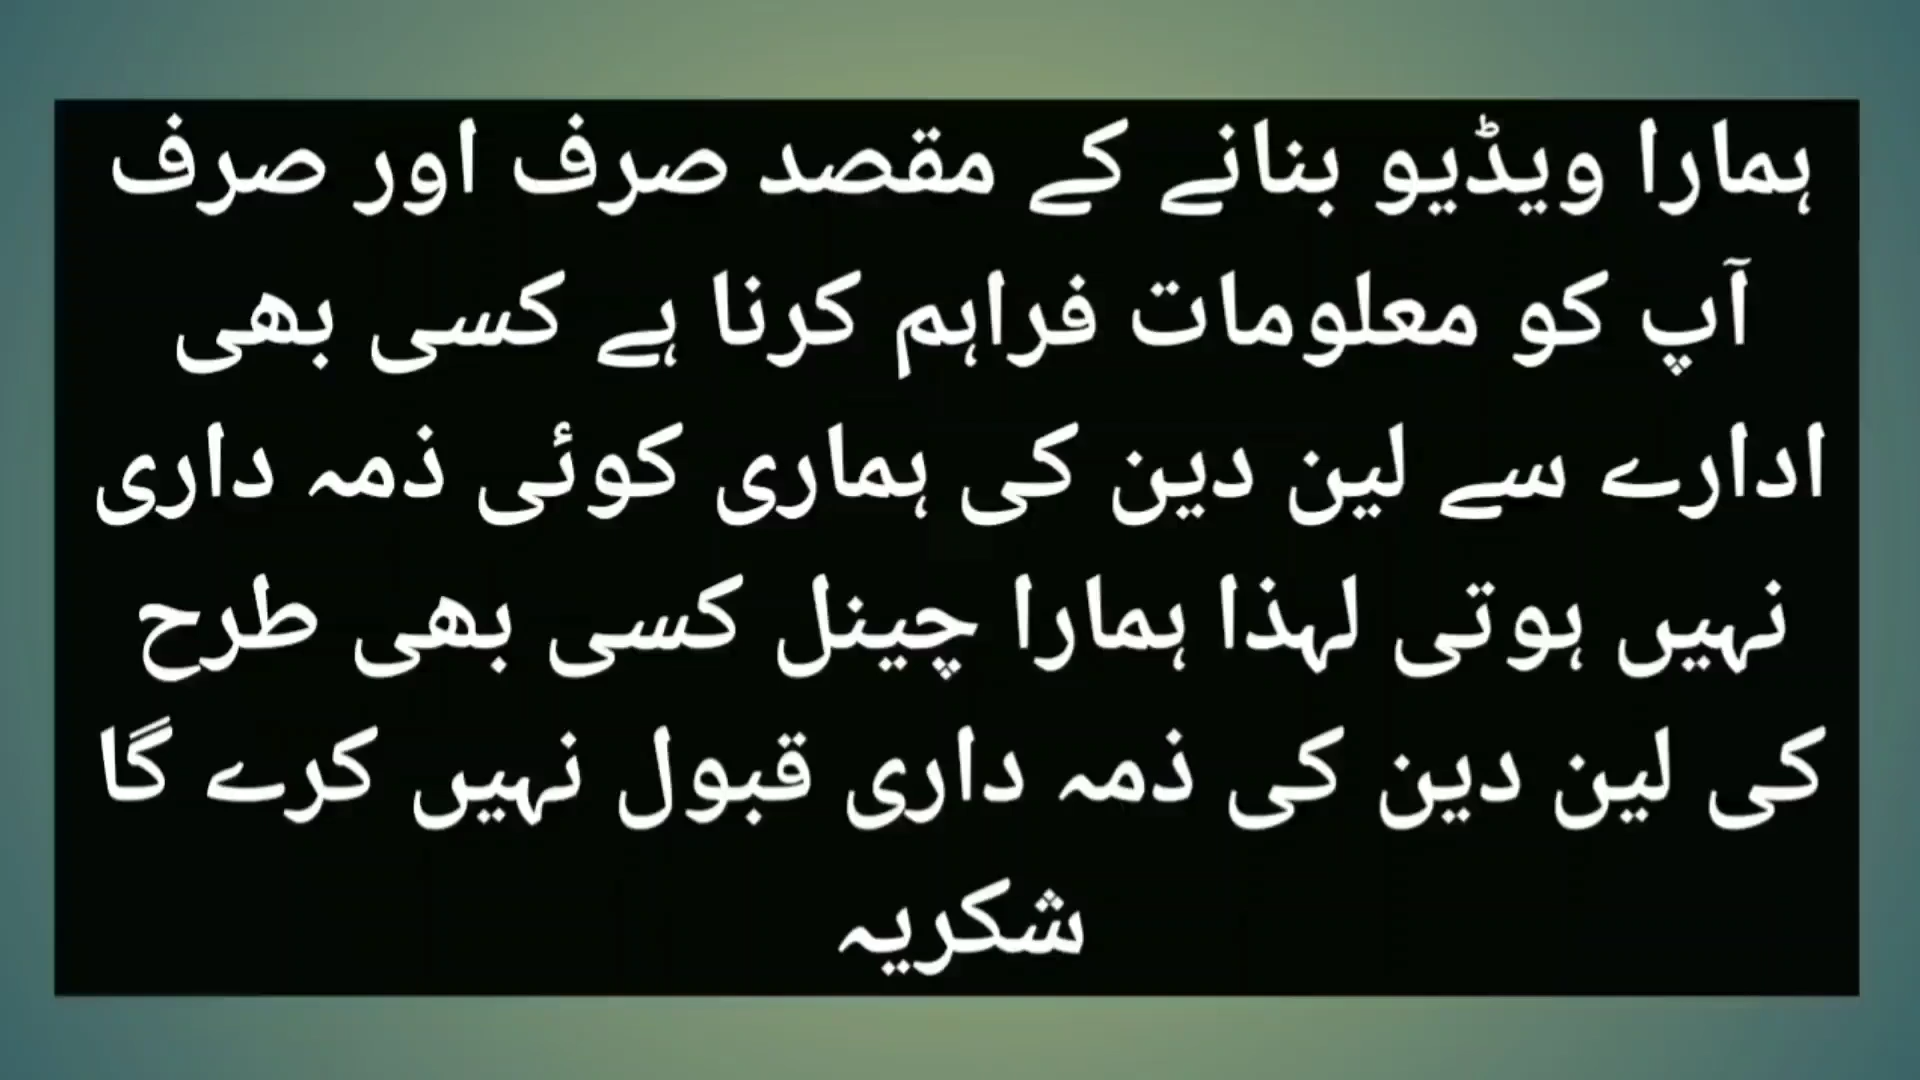 ہمارا ویڈیو بنانے کے مقصد صرف اور صرف
آپ کو معلومات فراہم کرنا ہے کسی بھی
ادارے سے لین دین کی ہماری کوئی ذمہ داری
نہیں ہوتی لہذا ہمارا چینل کسی بھی طرح
کی لین دین کی ذمہ داری قبول نہیں کرے گا
شکریہ